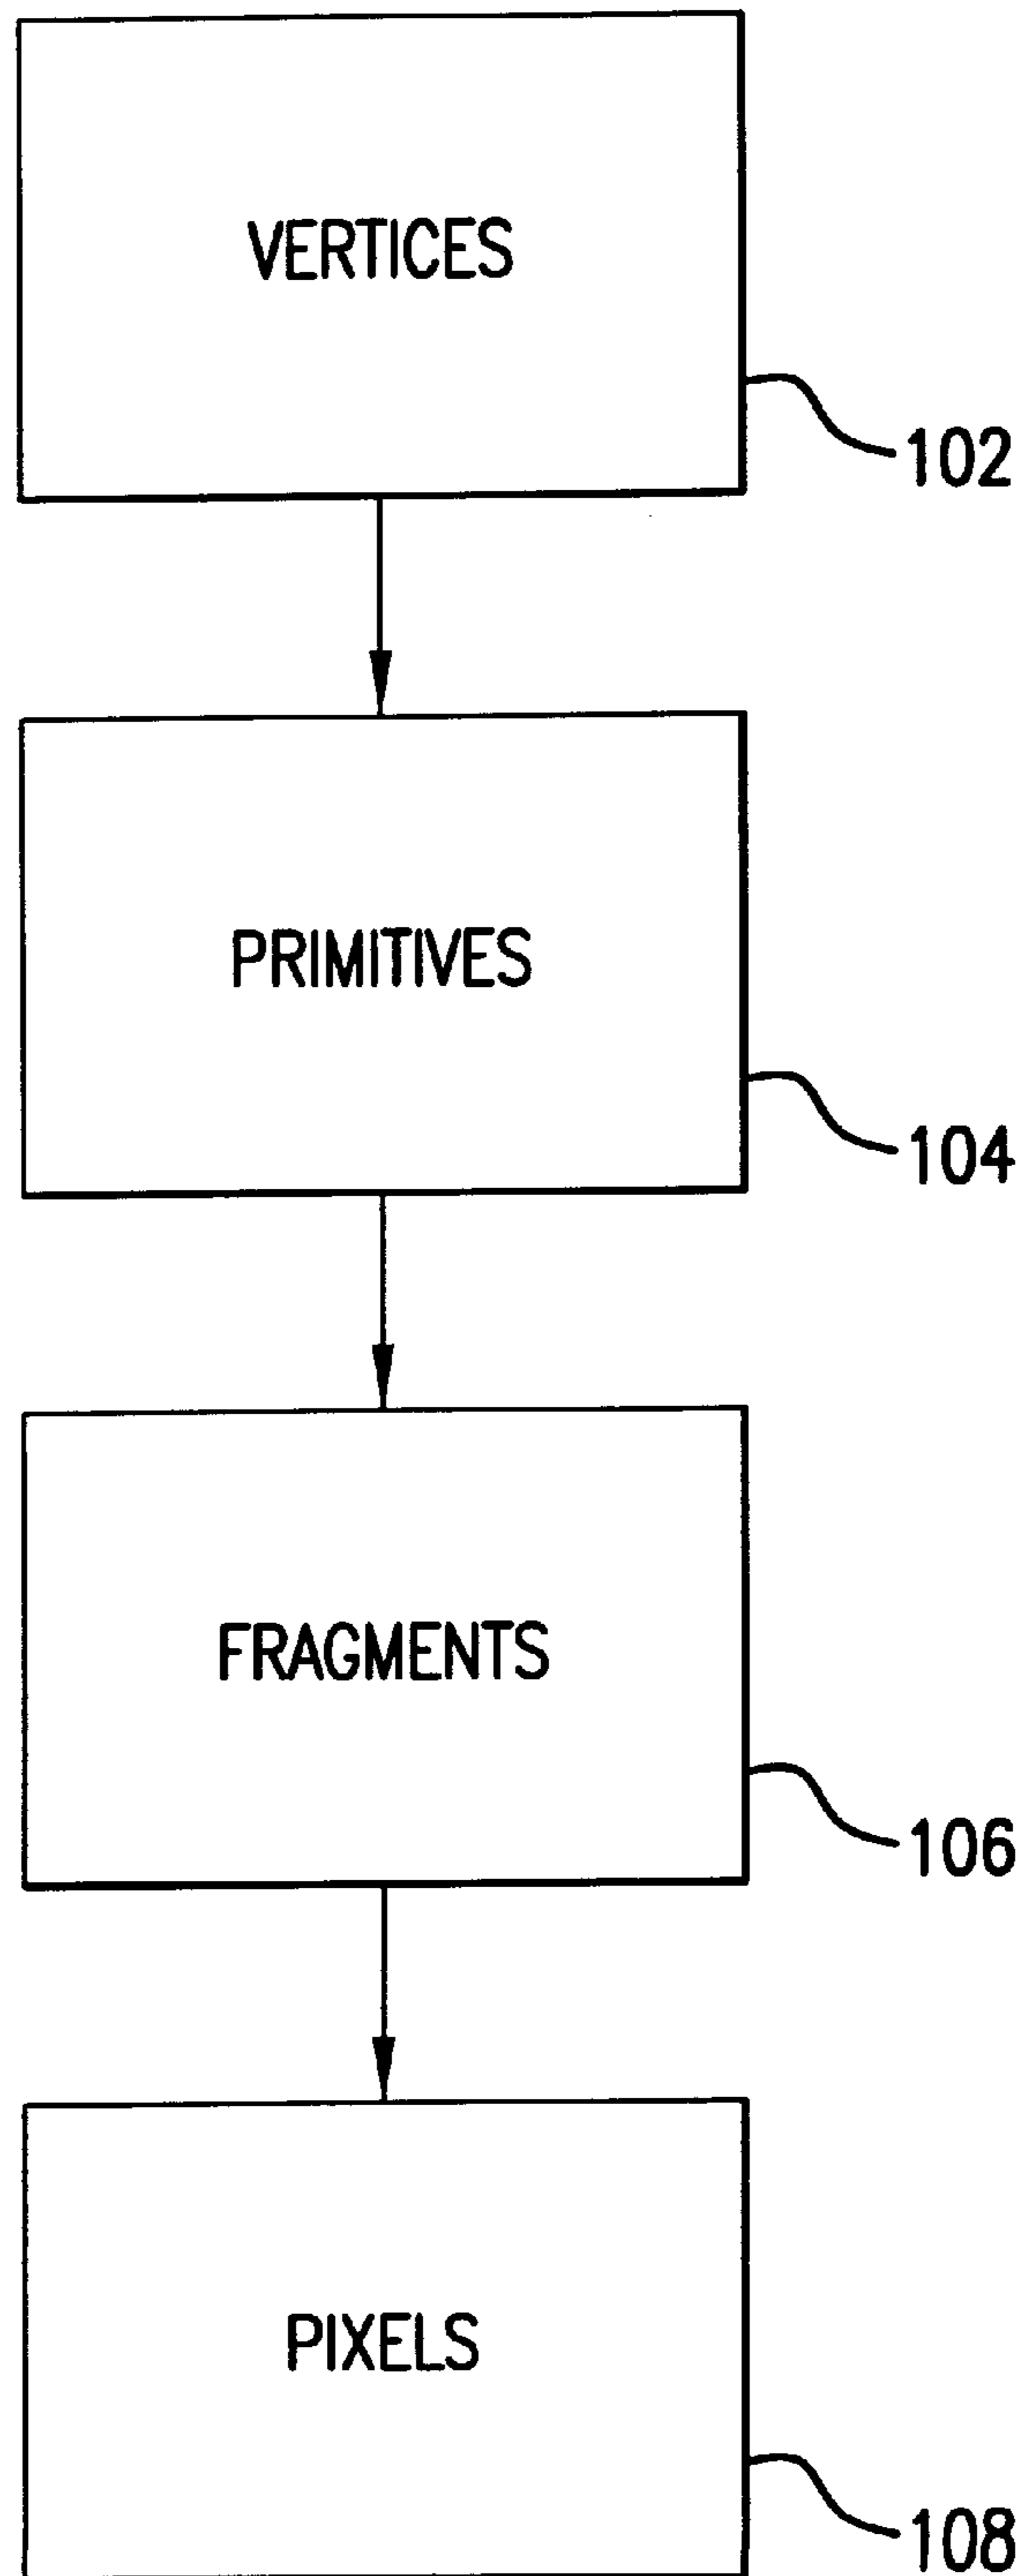 VERTICES
102
PRIMITIVES
104
FRAGMENTS
106
PIXELS
108